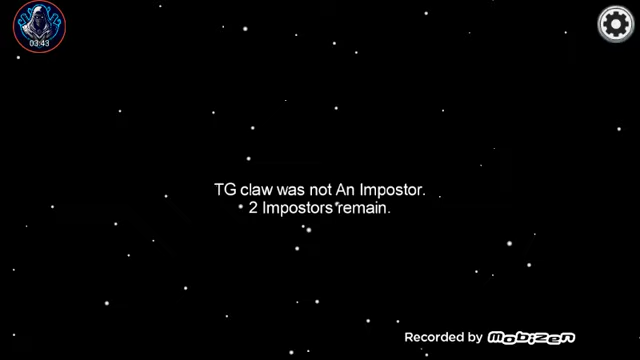 03:43
TG claw was not An Impostor.
2 Impostors remain.
Recorded by Mobizen